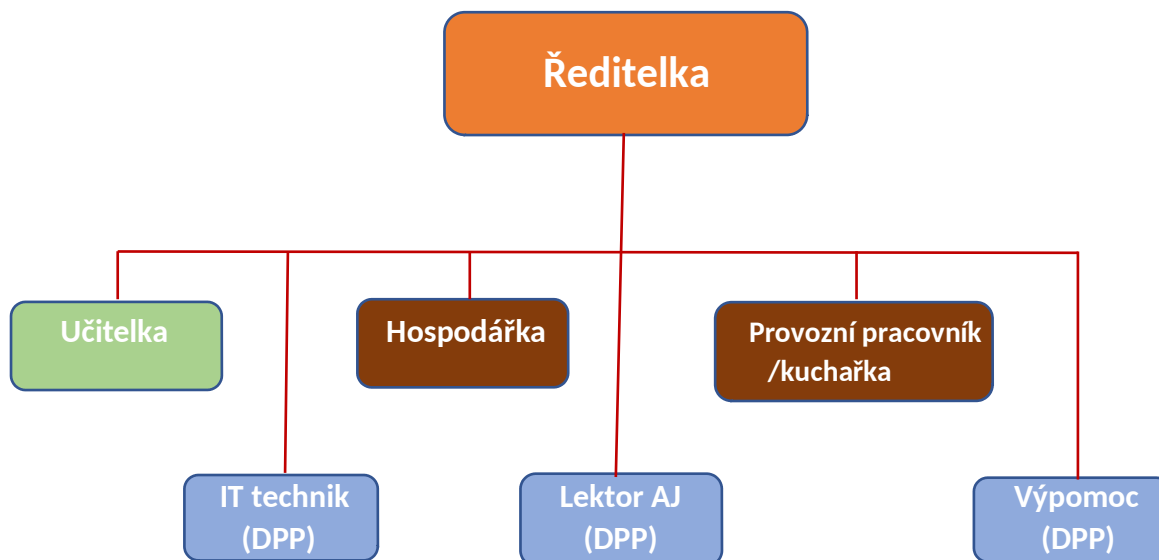 Ředitelka
Učitelka
Hospodářka
Provozní pracovník
/kuchařka
IT technik
(DPP)
Lektor AJ
(DPP)
Výpomoc
(DPP)